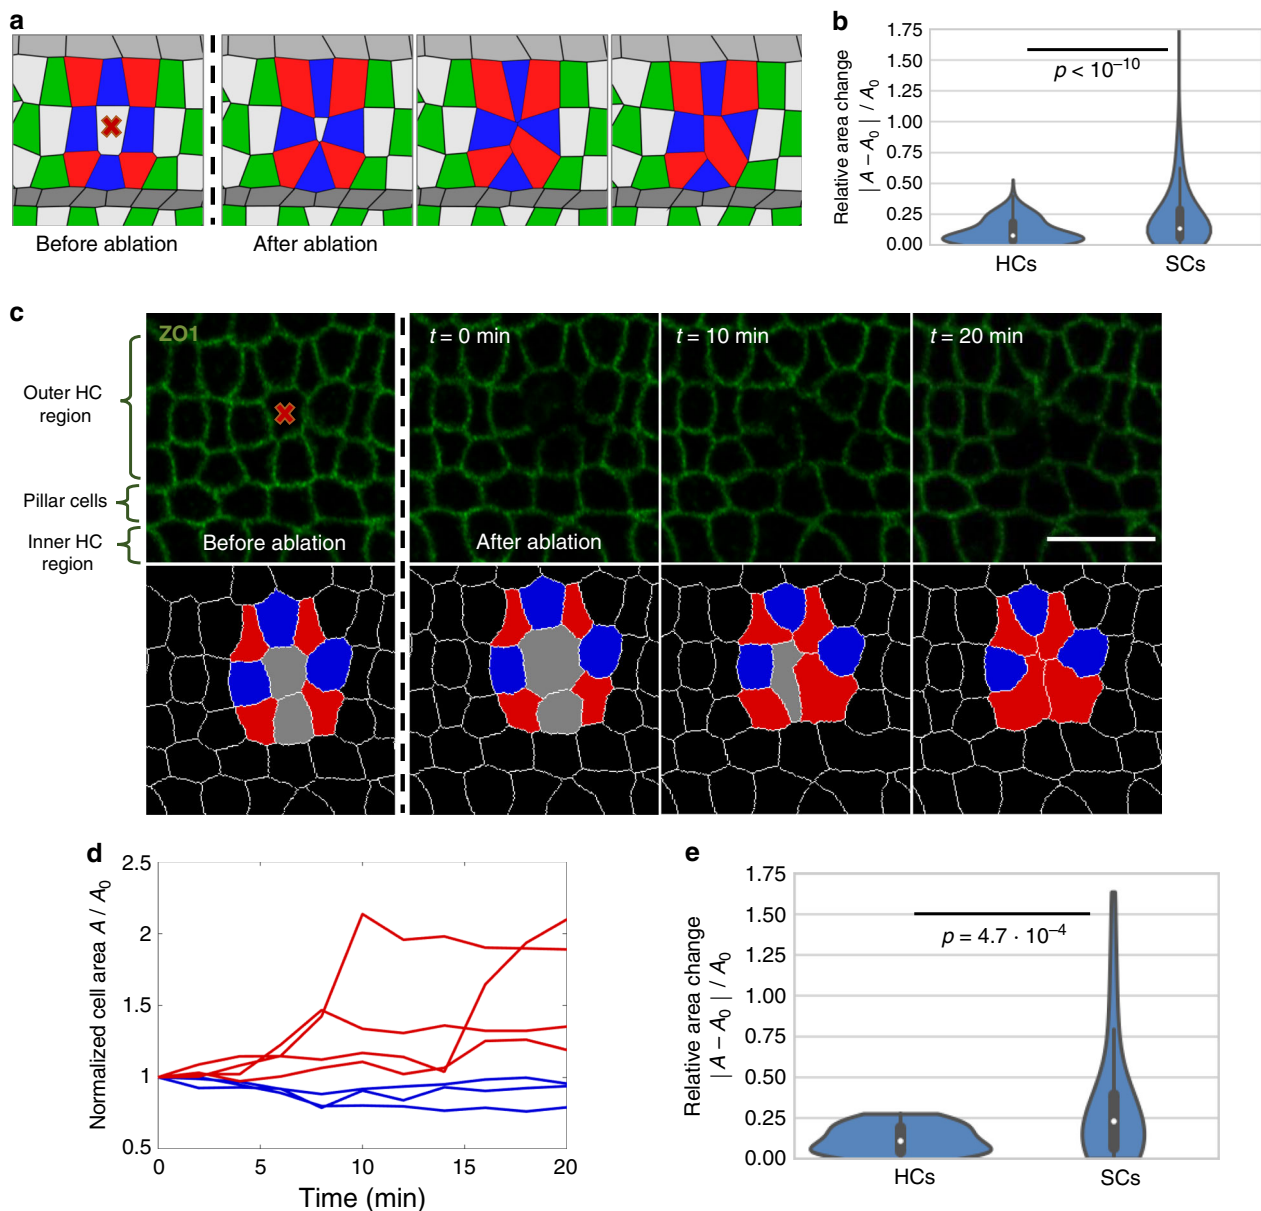 a
Before ablation
After ablation
b
Relative area change
| A – A0 | / A0
1.75
1.50
1.25
1.00
0.75
0.50
0.25
0.00
p < 10–10
HCs
SCs
c
Outer HC
region
Pillar cells
Inner HC
region
ZO1
Before ablation
t = 0 min
After ablation
t = 10 min
t = 20 min
d
Normalized cell area A / A0
2.5
2
1.5
1
0.5
0
5
10
15
20
Time (min)
e
Relative area change
| A – A0 | / A0
1.75
1.50
1.25
1.00
0.75
0.50
0.25
0.00
p = 4.7 · 10–4
HCs
SCs